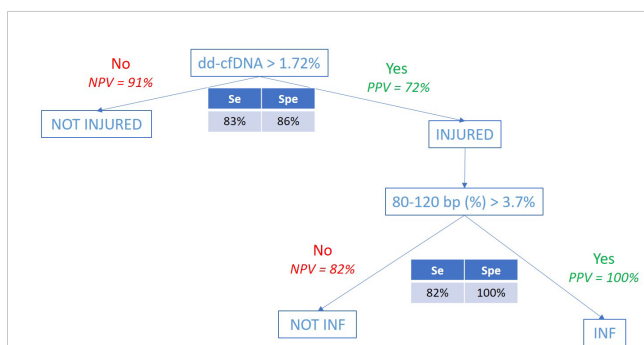 No
NPV = 91%
dd-cfDNA > 1.72%
Yes
PPV = 72%
Se Spe
83% 86%
NOT INJURED
INJURED
80-120 bp (%) > 3.7%
No
NPV = 82%
Se Spe
82% 100%
Yes
PPV = 100%
NOT INF
INF